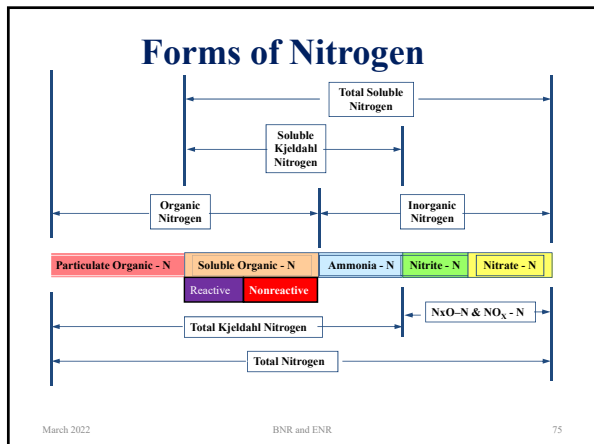 Forms of Nitrogen
Total Soluble
Nitrogen
Soluble
Kjeldahl
Nitrogen
Organic
Nitrogen
Inorganic
Nitrogen
Particulate Organic - N
Soluble Organic - N
Ammonia - N
Nitrite - N
Nitrate - N
Reactive
Nonreactive
NxO–N & NOX - N
Total Kjeldahl Nitrogen
Total Nitrogen
March 2022
BNR and ENR
75